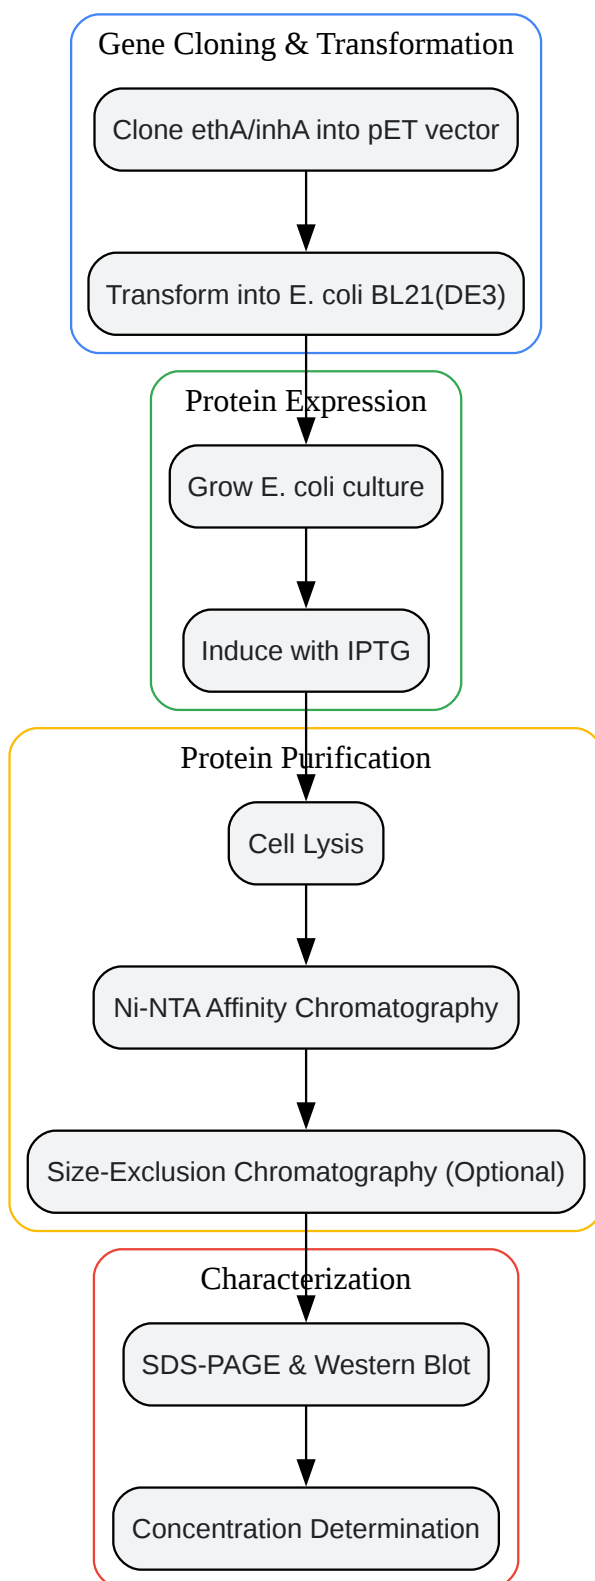 Gene Cloning & Transformation
Clone ethA/inhA into pET vector
Transform into E. coli BL21(DE3)
Protein Expression
Grow E. coli culture
Induce with IPTG
Protein Purification
Cell Lysis
Ni-NTA Affinity Chromatography
Size-Exclusion Chromatography (Optional)
Characterization
SDS-PAGE & Western Blot
Concentration Determination